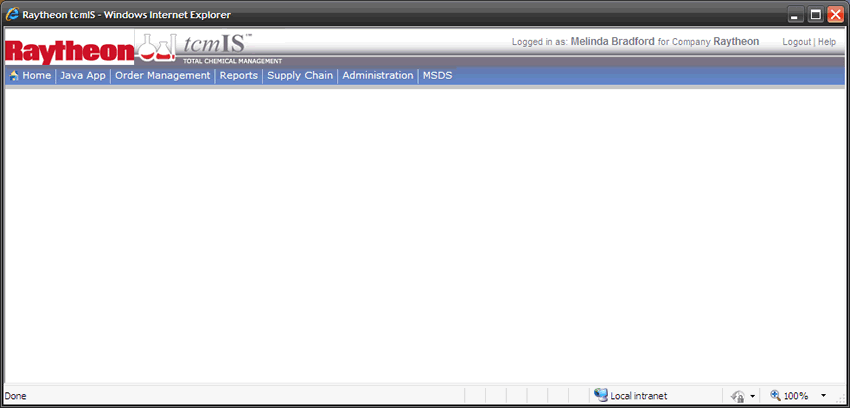 Raytheon tcmIS - Windows Internet Explorer
Raytheon tcmIS™ Logged in as: Melinda Bradford for Company Raytheon Logout | Help
TOTAL CHEMICAL MANAGEMENT
Home Java App Order Management Reports Supply Chain Administration MSDS
Done Local intranet 100%